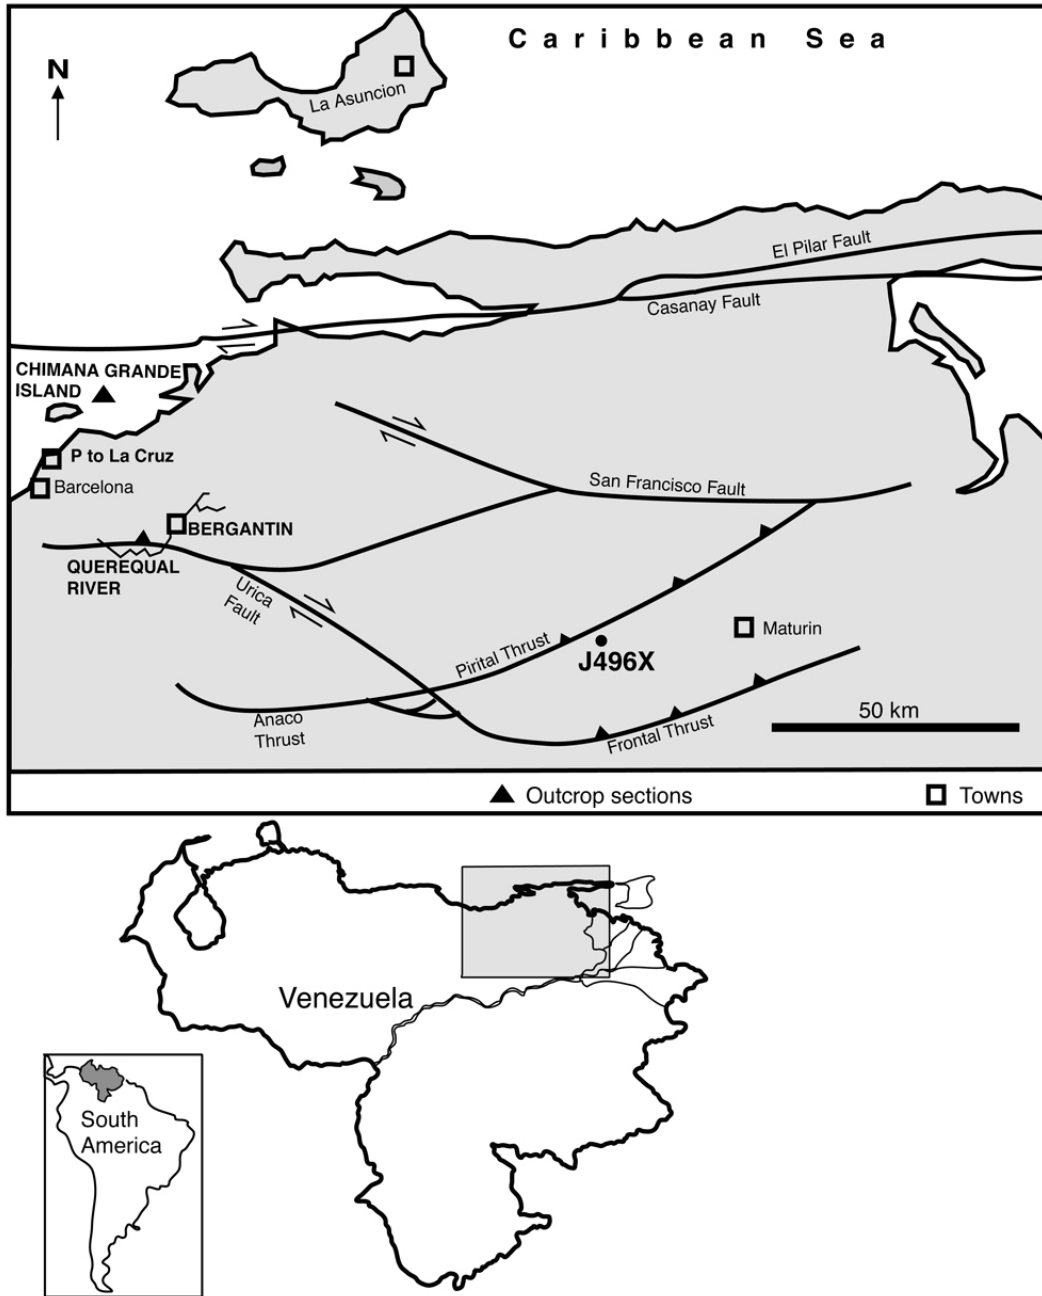 Caribbean Sea
N
La Asuncion
El Pilar Fault
Casanay Fault
CHIMANA GRANDE
ISLAND
P to La Cruz
Barcelona
San Francisco Fault
BERGANTIN
QUEREQUAL
RIVER
Urica
Fault
Maturin
Pirital Thrust
J496X
Anaco
Thrust
Frontal Thrust
50 km
Outcrop sections
Towns
Venezuela
South
America